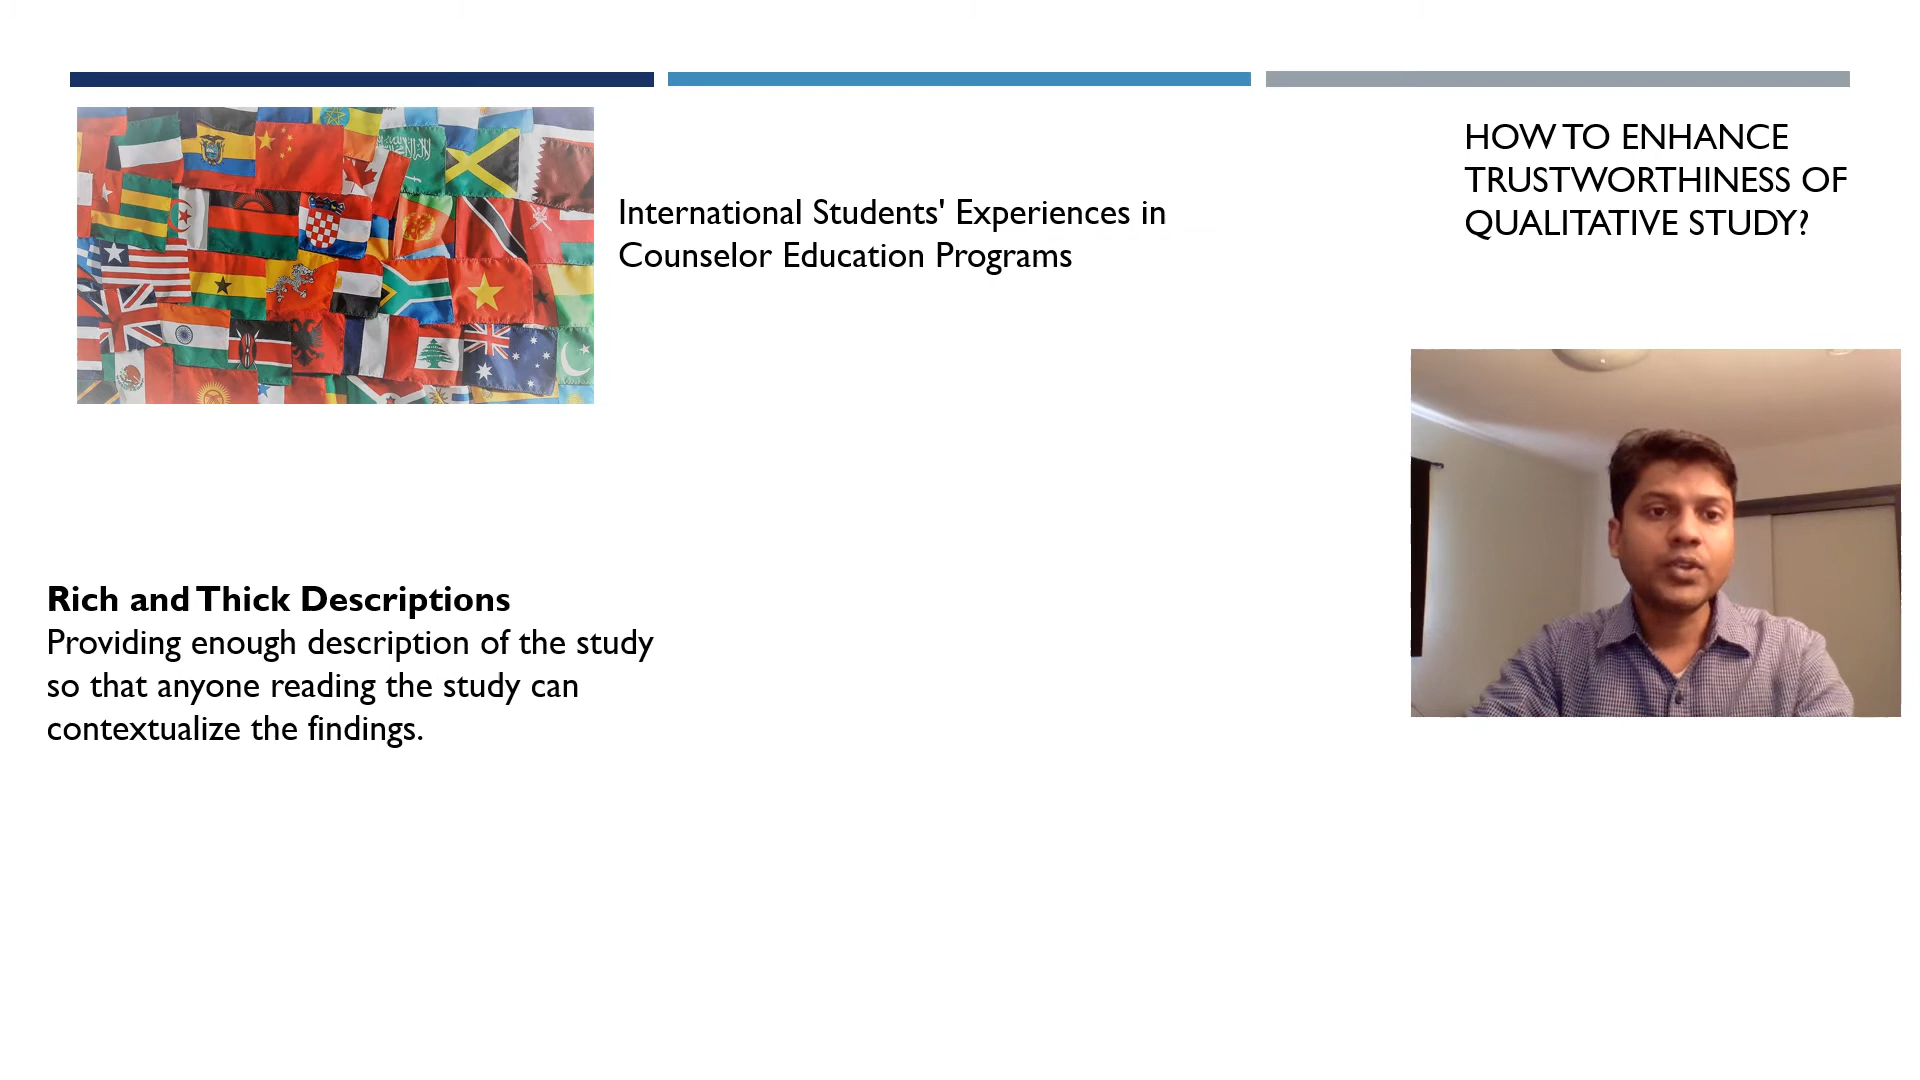 HOW TO ENHANCE
TRUSTWORTHINESS OF
QUALITATIVE STUDY?
International Students' Experiences in
Counselor Education Programs
Rich and Thick Descriptions
Providing enough description of the study
so that anyone reading the study can
contextualize the findings.